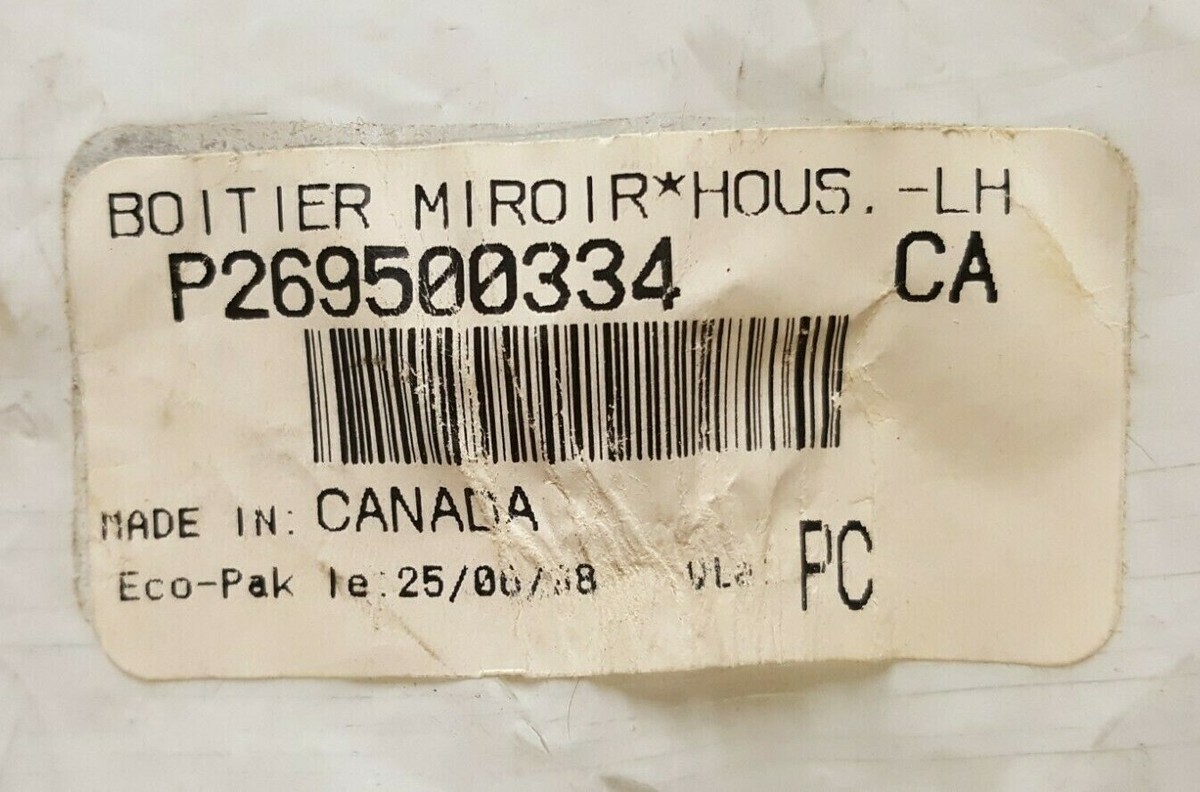 BOITIER MIROIR*HOUS.-LH
P269500334 CA
MADE IN: CANADA
Eco-Pak le: PC